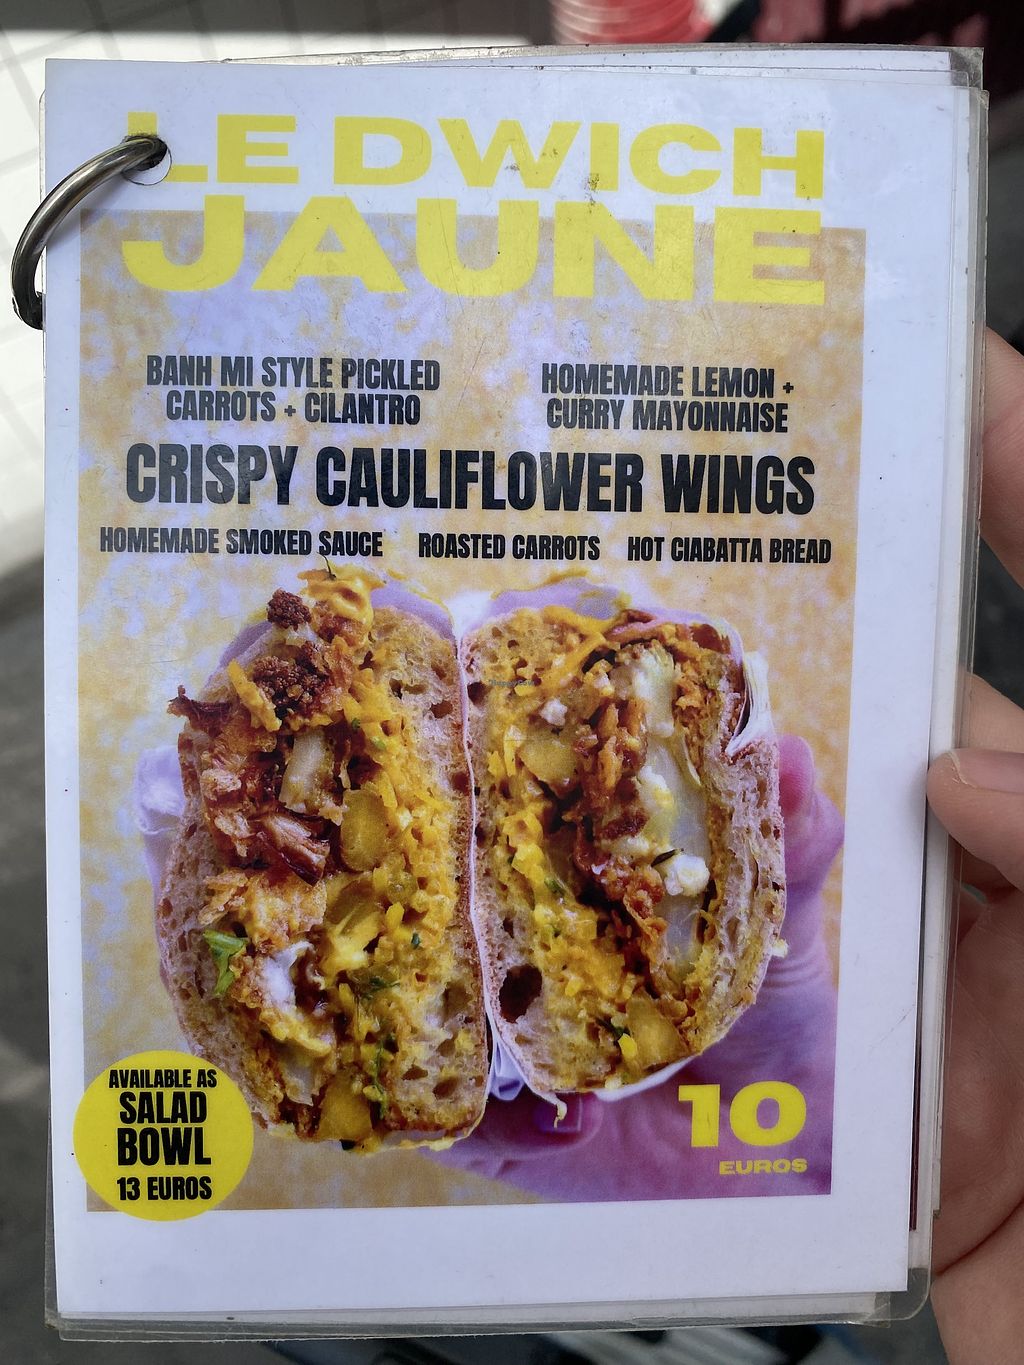 LE DWICH
JAUNE
BANH MI STYLE PICKLED
CARROTS + CILANTRO
HOMEMADE LEMON +
CURRY MAYONNAISE
CRISPY CAULIFLOWER WINGS
HOMEMADE SMOKED SAUCE
ROASTED CARROTS
HOT CIABATTA BREAD
AVAILABLE AS
SALAD
BOWL
13 EUROS
10
EUROS